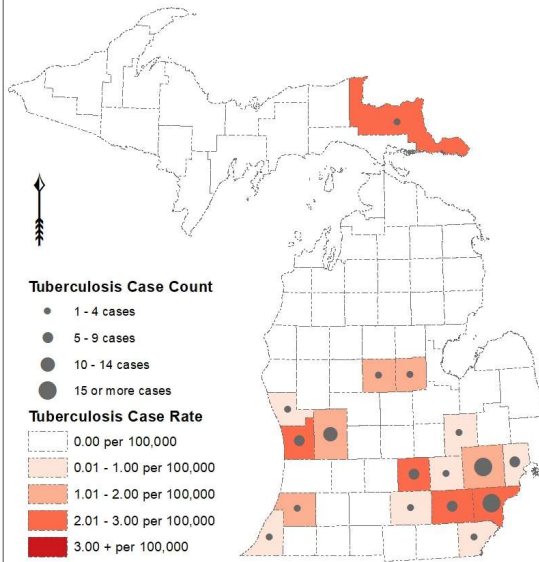 Tuberculosis Case Count
1 - 4 cases
5 - 9 cases
10 - 14 cases
15 or more cases
Tuberculosis Case Rate
0.00 per 100,000
0.01 - 1.00 per 100,000
1.01 - 2.00 per 100,000
2.01 - 3.00 per 100,000
3.00 + per 100,000